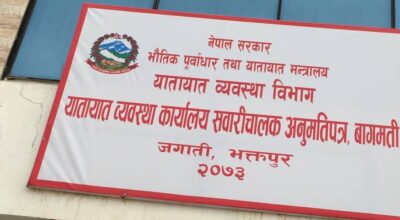 नेपाल सरकार
भौतिक पूर्वाधार तथा यातायात मन्त्रालय
यातायात व्यवस्था विभाग
यातायात व्यवस्था कार्यालय सवारीचालक अनुमतिपत्र, बागमती
जगाती, भक्तपुर
२०७३